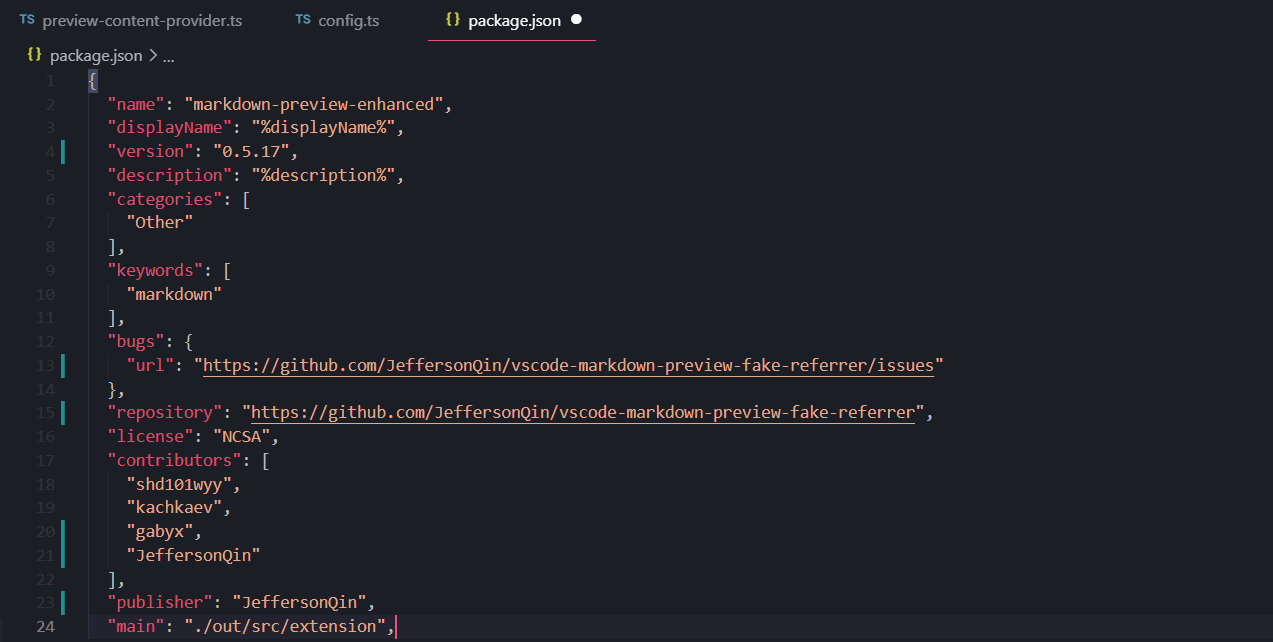 TS preview-content-provider.ts TS config.ts {} package.json
{} package.json > ...
1 {
2 "name": "markdown-preview-enhanced",
3 "displayName": "%displayName%",
4 "version": "0.5.17",
5 "description": "%description%",
6 "categories": [
7 "Other"
8 ],
9 "keywords": [
10 "markdown"
11 ],
12 "bugs": {
13 "url": "https://github.com/JeffersonQin/vscode-markdown-preview-fake-referrer/issues"
14 },
15 "repository": "https://github.com/JeffersonQin/vscode-markdown-preview-fake-referrer",
16 "license": "NCSA",
17 "contributors": [
18 "shd101wyy",
19 "kachkaev",
20 "gabyx",
21 "JeffersonQin"
22 ],
23 "publisher": "JeffersonQin",
24 "main": "./out/src/extension",